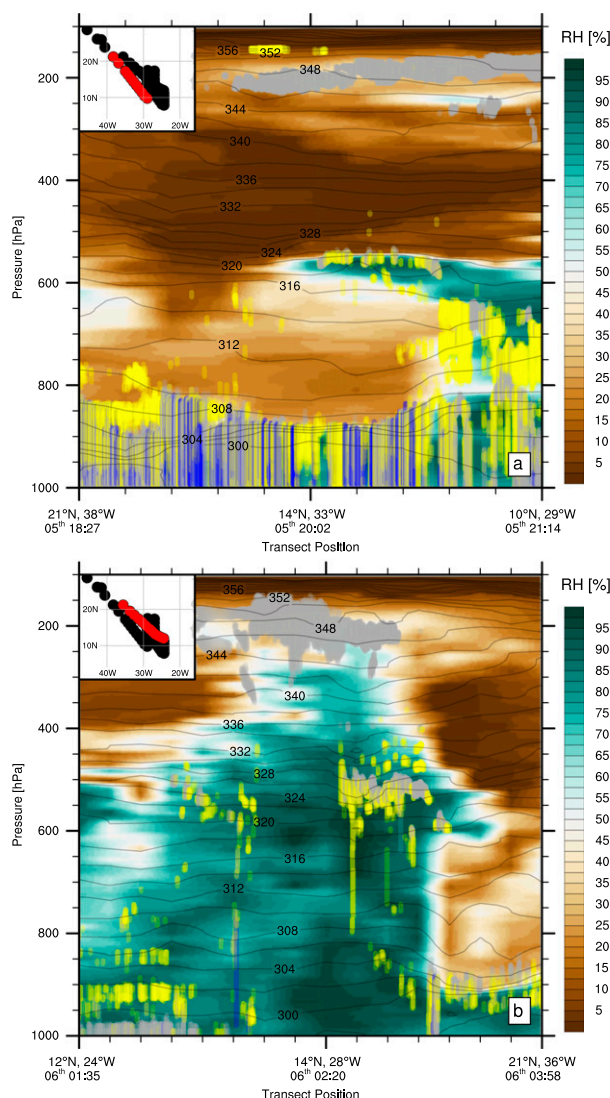 RH [%]
356
352
348
344
340
336
332
328
324
320
316
312
308
304
300
20N
10N
40W
20W
200
400
600
800
1000
Pressure [hPa]
95
90
85
80
75
70
65
60
55
50
45
40
35
30
25
20
15
10
5
a
21°N, 38°W
14°N, 33°W
10°N, 29°W
05th 18:27
05th 20:02
05th 21:14
Transect Position
RH [%]
356
352
348
344
340
336
332
328
324
320
316
312
308
304
300
20N
10N
40W
20W
200
400
600
800
1000
Pressure [hPa]
95
90
85
80
75
70
65
60
55
50
45
40
35
30
25
20
15
10
5
b
12°N, 24°W
14°N, 28°W
21°N, 36°W
06th 01:35
06th 02:20
06th 03:58
Transect Position